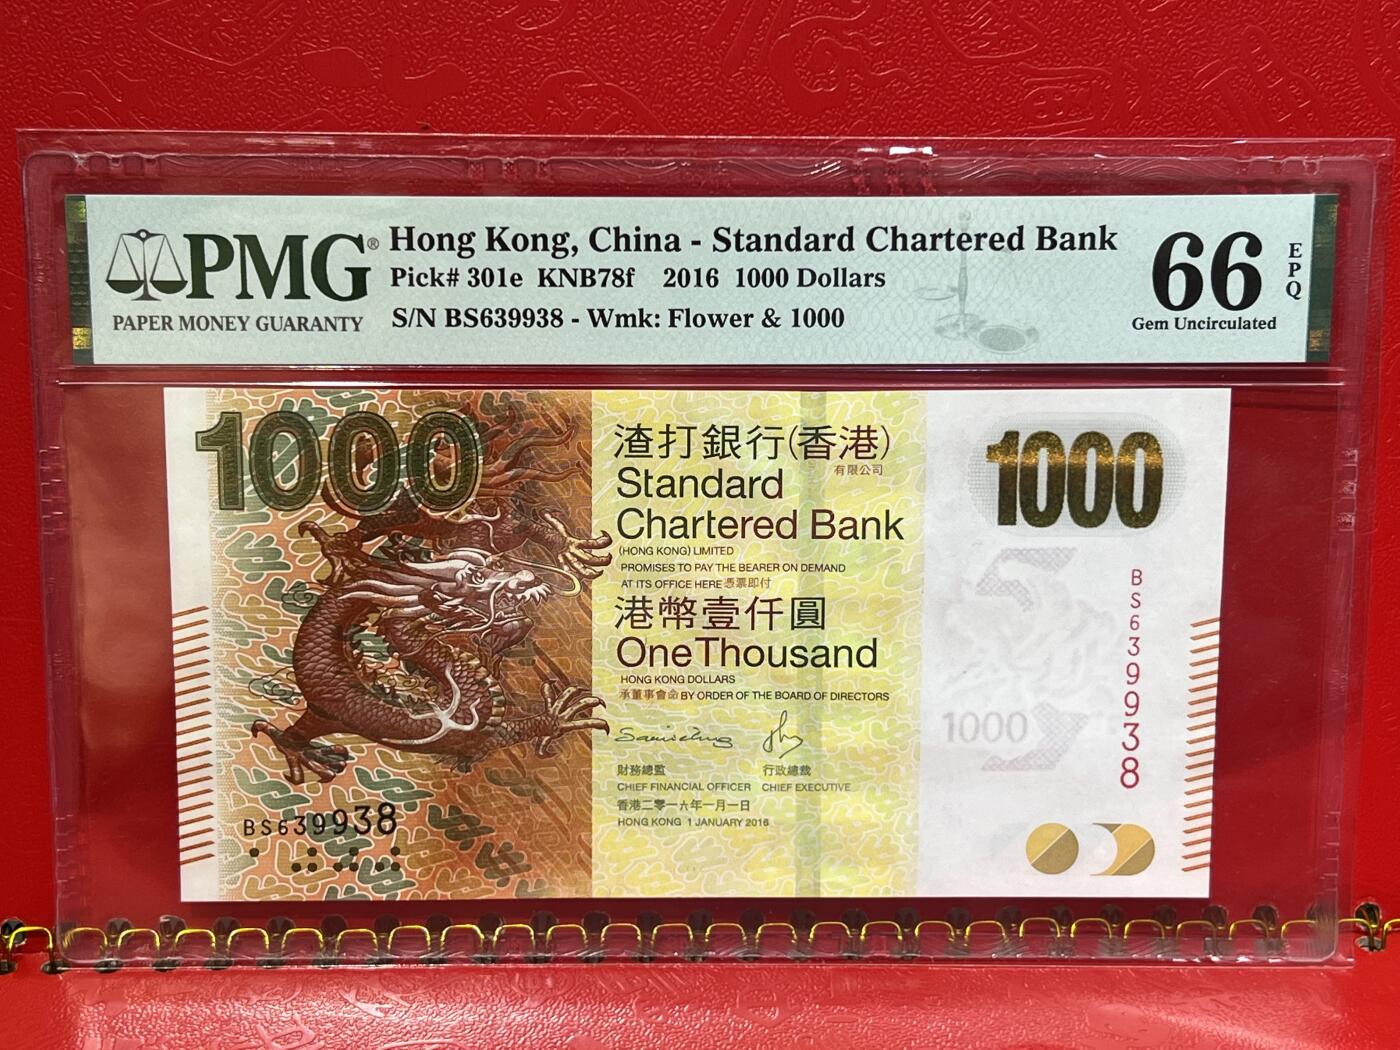 PMG®
PAPER MONEY GUARANTY
Hong Kong, China - Standard Chartered Bank
Pick# 301e KNB78f 2016 1000 Dollars
S/N BS639938 - Wmk: Flower & 1000
66 EPQ
Gem Uncirculated
1000
渣打銀行(香港)
有限公司
Standard
Chartered Bank
(HONG KONG) LIMITED
PROMISES TO PAY THE BEARER ON DEMAND
AT ITS OFFICE HERE 憑票即付
港幣壹仟圓
One Thousand
HONG KONG DOLLARS
承董事會命 BY ORDER OF THE BOARD OF DIRECTORS
財務總監 行政總裁
CHIEF FINANCIAL OFFICER CHIEF EXECUTIVE
香港二零一六年一月一日
HONG KONG 1 JANUARY 2016
BS639938
1000
BS639938
1000